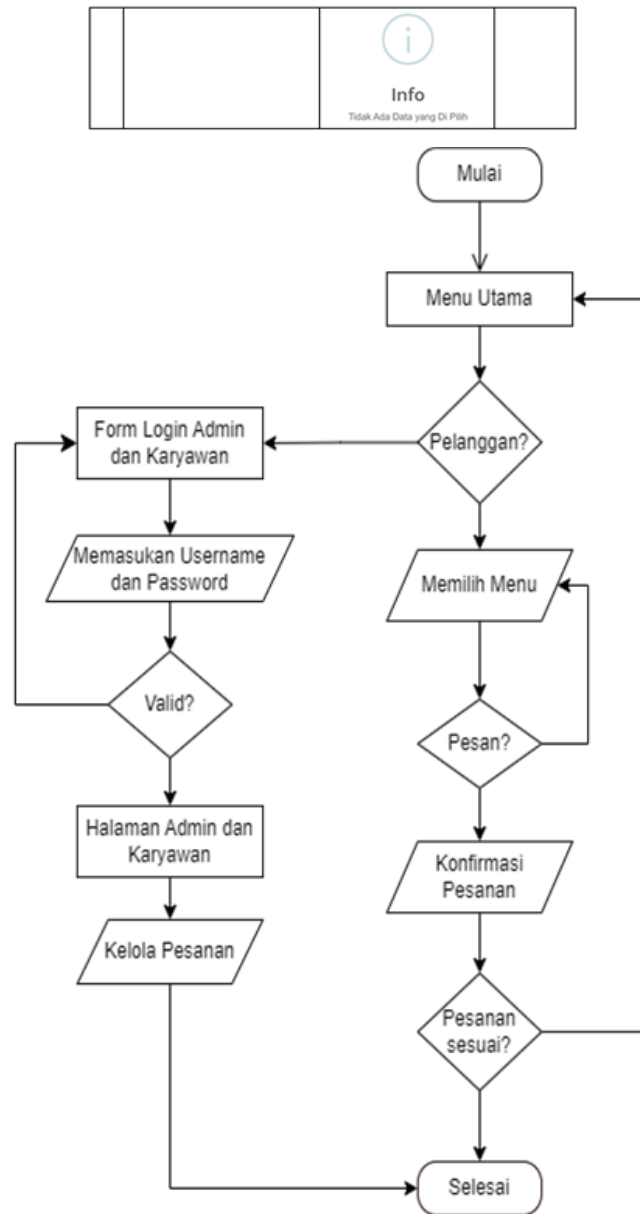 Info
Tidak Ada Data yang Di Pilih
Mulai
Menu Utama
Pelanggan?
Form Login Admin
dan Karyawan
Memasukan Username
dan Password
Valid?
Halaman Admin dan
Karyawan
Kelola Pesanan
Memilih Menu
Pesan?
Konfirmasi
Pesanan
Pesanan
sesuai?
Selesai